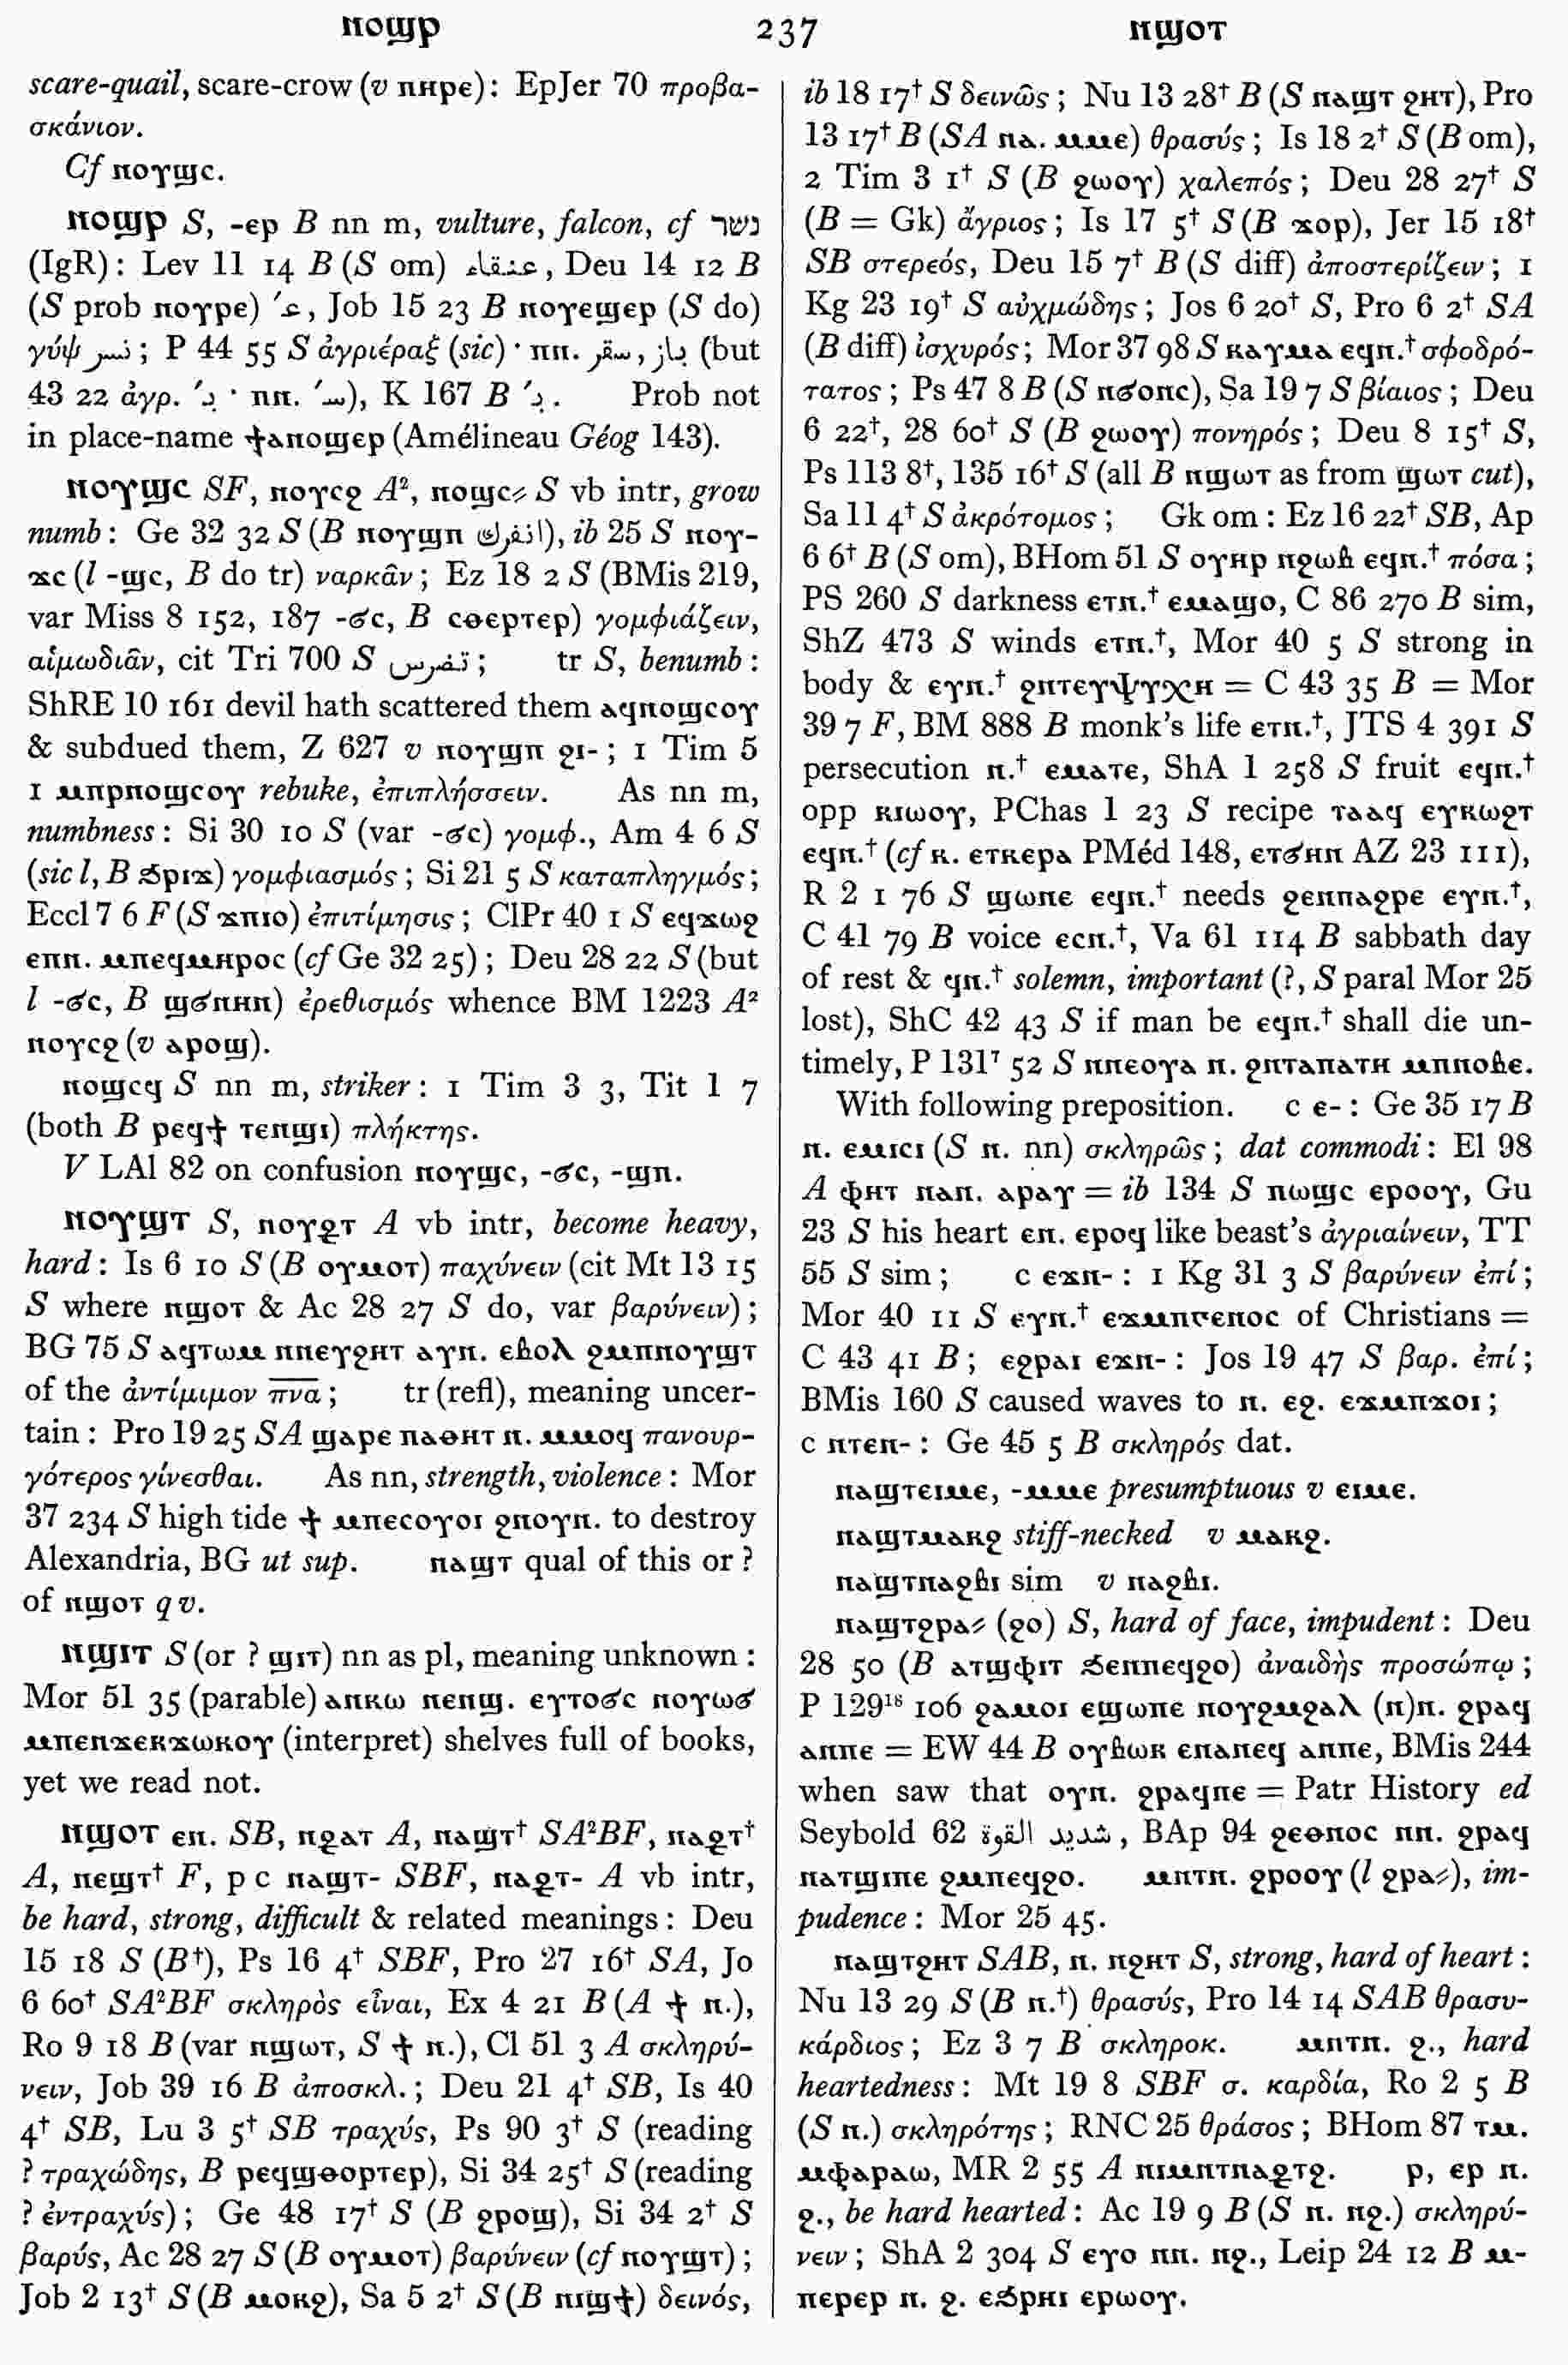 ⲛⲟϣⲣ 237 ⲛϣⲟⲧ
scare-quail, scare-crow (v ⲡⲏⲣⲉ): EpJer 70 προβα-
σκάνιον.
Cf ⲛⲟⲩϣⲥ.
ⲛⲟϣⲣ S, -ⲉⲣ B nn m, vulture, falcon, cf נשר
(IgR): Lev 11 14 B (S om) عنقاء, Deu 14 12 B
(S prob ⲛⲟⲩⲣⲉ) ʹع, Job 15 23 B ⲛⲟⲩⲉϣⲉⲣ (S do)
γύψ نسر; P 44 55 S ἀγριέραξ (sic) · ⲡⲛ. سقر, باز (but
43 22 ἀγρ. ʹب · ⲡⲛ. ʹس), K 167 B ʹب. Prob not
in place-name ϯⲁⲛⲟϣⲉⲣ (Amélineau Géog 143).
ⲛⲟⲩϣⲥ SF, ⲛⲟⲩⲥϩ A², ⲛⲟϣⲥ⸗ S vb intr, grow
numb: Ge 32 32 S (B ⲛⲟⲩϣⲡ انفرك), ib 25 S ⲛⲟⲩ-
ϫⲥ (l -ϣⲥ, B do tr) ναρκᾶν; Ez 18 2 S (BMis 219,
var Miss 8 152, 187 -ϭⲥ, B ⲥⲑⲉⲣⲧⲉⲣ) γομφιάζειν,
αἱμωδιᾶν, cit Tri 700 S تضرس; tr S, benumb:
ShRE 10 161 devil hath scattered them ⲁϥⲛⲟϣⲥⲟⲩ
& subdued them, Z 627 v ⲛⲟⲩϣⲡ ϩⲓ-; 1 Tim 5
1 ⲙⲡⲣⲛⲟϣⲥⲟⲩ rebuke, ἐπιπλήσσειν. As nn m,
numbness: Si 30 10 S (var -ϭⲥ) γομφ., Am 4 6 S
(sic l, B ϧⲣⲓϫ) γομφιασμός; Si 21 5 S καταπληγμός;
Eccl 7 6 F (S ϫⲡⲓⲟ) ἐπιτίμησις; ClPr 40 1 S ⲉϥϫⲱϩ
ⲉⲡⲛ. ⲙⲡⲉϥⲙⲏⲣⲟⲥ (cf Ge 32 25); Deu 28 22 S (but
l -ϭⲥ, B ϣϭⲛⲏⲛ) ἐρεθισμός whence BM 1223 A²
ⲛⲟⲩⲥϩ (v ⲁⲣⲟϣ).
ⲛⲟϣⲥϥ S nn m, striker: 1 Tim 3 3, Tit 1 7
(both B ⲣⲉϥϯ ⲧⲉⲛϣⲓ) πλήκτης.
V LAl 82 on confusion ⲛⲟⲩϣⲥ, -ϭⲥ, -ϣⲡ.
ⲛⲟⲩϣⲧ S, ⲛⲟⲩϩⲧ A vb intr, become heavy,
hard: Is 6 10 S (B ⲟⲩⲙⲟⲧ) παχύνειν (cit Mt 13 15
S where ⲛϣⲟⲧ & Ac 28 27 S do, var βαρύνειν);
BG 75 S ⲁϥⲧⲱⲙ ⲛⲛⲉⲩϩⲏⲧ ⲁⲩⲛ. ⲉⲃⲟⲗ ϩⲙⲡⲛⲟⲩϣⲧ
of the ἀντίμιμον π̅ν̅α̅; tr (refl), meaning uncer-
tain: Pro 19 25 SA ϣⲁⲣⲉ ⲡⲁⲑⲏⲧ ⲛ. ⲙⲙⲟϥ πανουρ-
γότερος γίνεσθαι. As nn, strength, violence: Mor
37 234 S high tide ϯ ⲙⲡⲉⲥⲟⲩⲟⲓ ϩⲛⲟⲩⲛ. to destroy
Alexandria, BG ut sup. ⲛⲁϣⲧ qual of this or ?
of ⲛϣⲟⲧ q v.
ⲛϣⲓⲧ S (or ? ϣⲓⲧ) nn as pl, meaning unknown:
Mor 51 35 (parable) ⲁⲛⲕⲱ ⲛⲉⲛϣ. ⲉⲩⲧⲟϭⲥ ⲛⲟⲩⲱϭ
ⲙⲡⲉⲛϫⲉⲕϫⲱⲕⲟⲩ (interpret) shelves full of books,
yet we read not.
ⲛϣⲟⲧ ⲉⲛ. SB, ⲛϩⲁⲧ A, ⲛⲁϣⲧ† SA²BF, ⲛⲁϩⲧ†
A, ⲛⲉϣⲧ† F, p c ⲛⲁϣⲧ- SBF, ⲛⲁϩⲧ- A vb intr,
be hard, strong, difficult & related meanings: Deu
15 18 S (B†), Ps 16 4† SBF, Pro 27 16† SA, Jo
6 60† SA²BF σκληρὸς εἶναι, Ex 4 21 B (A ϯ ⲛ.),
Ro 9 18 B (var ⲛϣⲱⲧ, S ϯ ⲛ.), Cl 51 3 A σκληρύ-
νειν, Job 39 16 B ἀποσκλ.; Deu 21 4† SB, Is 40
4† SB, Lu 3 5† SB τραχύς, Ps 90 3† S (reading
? τραχώδης, B ⲣⲉϥϣⲑⲟⲣⲧⲉⲣ), Si 34 25† S (reading
? ἐντραχύς); Ge 48 17† S (B ϩⲣⲟϣ), Si 34 2† S
βαρύς, Ac 28 27 S (B ⲟⲩⲙⲟⲧ) βαρύνειν (cf ⲛⲟⲩϣⲧ);
Job 2 13† S (B ⲙⲟⲕϩ), Sa 5 2† S (B ⲛⲓϣϯ) δεινός,
ib 18 17† S δεινῶς; Nu 13 28† B (S ⲛⲁϣⲧ ϩⲏⲧ), Pro
13 17† B (SA ⲛⲁ. ⲙⲙⲉ) θρασύς; Is 18 2† S (B om),
2 Tim 3 1† S (B ϩⲱⲟⲩ) χαλεπός; Deu 28 27† S
(B = Gk) ἄγριος; Is 17 5† S (B ϫⲟⲣ), Jer 15 18†
SB στερεός, Deu 15 7† B (S diff) ἀποστερίζειν; 1
Kg 23 19† S αὐχμώδης; Jos 6 20† S, Pro 6 2† SA
(B diff) ἰσχυρός; Mor 37 98 S ⲕⲁⲩⲙⲁ ⲉϥⲛ.† σφοδρό-
τατος; Ps 47 8 B (S ⲛϭⲟⲛⲥ), Sa 19 7 S βίαιος; Deu
6 22†, 28 60† S (B ϩⲱⲟⲩ) πονηρός; Deu 8 15† S,
Ps 113 8†, 135 16† S (all B ⲛϣⲱⲧ as from ϣⲱⲧ cut),
Sa 11 4† S ἀκρότομος; Gk om: Ez 16 22† SB, Ap
6 6† B (S om), BHom 51 S ⲟⲩⲏⲣ ⲛϩⲱⲃ ⲉϥⲛ.† πόσα;
PS 260 S darkness ⲉⲧⲛ.† ⲉⲙⲁϣⲟ, C 86 270 B sim,
ShZ 473 S winds ⲉⲧⲛ.†, Mor 40 5 S strong in
body & ⲉⲩⲛ.† ϩⲛⲧⲉⲩⲯⲩⲭⲏ = C 43 35 B = Mor
39 7 F, BM 888 B monk's life ⲉⲧⲛ.†, JTS 4 391 S
persecution ⲛ.† ⲉⲙⲁⲧⲉ, ShA 1 258 S fruit ⲉϥⲛ.†
opp ⲕⲓⲱⲟⲩ, PChas 1 23 S recipe ⲧⲁⲁϥ ⲉⲩⲕⲱϩⲧ
ⲉϥⲛ.† (cf ⲕ. ⲉⲧⲕⲉⲣⲁ PMéd 148, ⲉⲧϭⲏⲡ AZ 23 111),
R 2 1 76 S ϣⲱⲛⲉ ⲉϥⲛ.† needs ϩⲉⲛⲡⲁϩⲣⲉ ⲉⲩⲛ.†,
C 41 79 B voice ⲉⲥⲛ.†, Va 61 114 B sabbath day
of rest & ϥⲛ.† solemn, important (?, S paral Mor 25
lost), ShC 42 43 S if man be ⲉϥⲛ.† shall die un-
timely, P 131⁷ 52 S ⲛⲛⲉⲟⲩⲁ ⲛ. ϩⲛⲧⲁⲡⲁⲧⲏ ⲙⲡⲛⲟⲃⲉ.
With following preposition. c ⲉ-: Ge 35 17 B
ⲛ. ⲉⲙⲓⲥⲓ (S ⲛ. nn) σκληρῶς; dat commodi: El 98
A ⲫⲏⲧ ⲛⲁⲛ. ⲁⲣⲁⲩ = ib 134 S ⲛⲱϣⲥ ⲉⲣⲟⲟⲩ, Gu
23 S his heart ⲉⲛ. ⲉⲣⲟϥ like beast's ἀγριαίνειν, TT
55 S sim; c ⲉϫⲛ-: 1 Kg 31 3 S βαρύνειν ἐπί;
Mor 40 11 S ⲉⲩⲛ.† ⲉϫⲙⲡⲅⲉⲛⲟⲥ of Christians =
C 43 41 B; ⲉϩⲣⲁⲓ ⲉϫⲛ-: Jos 19 47 S βαρ. ἐπί;
BMis 160 S caused waves to ⲛ. ⲉϩ. ⲉϫⲙⲡϫⲟⲓ;
c ⲛⲧⲉⲛ-: Ge 45 5 B σκληρός dat.
ⲛⲁϣⲧⲉⲓⲙⲉ, -ⲙⲙⲉ presumptuous v ⲉⲓⲙⲉ.
ⲛⲁϣⲧⲙⲁⲕϩ stiff-necked v ⲙⲁⲕϩ.
ⲛⲁϣⲧⲛⲁϩⲃⲓ sim v ⲛⲁϩⲃⲓ.
ⲛⲁϣⲧϩⲣⲁ⸗ (ϩⲟ) S, hard of face, impudent: Deu
28 50 (B ⲁⲧϣⲫⲓⲧ ϧⲉⲛⲡⲉϥϩⲟ) ἀναιδὴς προσώπῳ;
P 129¹⁸ 106 ϩⲁⲙⲟⲓ ⲉϣⲱⲡⲉ ⲛⲟⲩϩⲙϩⲁⲗ (ⲛ)ⲛ. ϩⲣⲁϥ
ⲁⲛⲡⲉ = EW 44 B ⲟⲩⲃⲱⲕ ⲉⲛⲁⲛⲉϥ ⲁⲛⲡⲉ, BMis 244
when saw that ⲟⲩⲛ. ϩⲣⲁϥⲡⲉ = Patr History ed
Seybold 62 شديد القوة, BAp 94 ϩⲉⲑⲛⲟⲥ ⲛⲛ. ϩⲣⲁϥ
ⲛⲁⲧϣⲓⲡⲉ ϩⲙⲡⲉϥϩⲟ. ⲙⲛⲧⲛ. ϩⲣⲟⲟⲩ (l ϩⲣⲁ⸗), im-
pudence: Mor 25 45.
ⲛⲁϣⲧϩⲏⲧ SAB, ⲛ. ⲛϩⲏⲧ S, strong, hard of heart:
Nu 13 29 S (B ⲛ.†) θρασύς, Pro 14 14 SAB θρασυ-
κάρδιος; Ez 3 7 B σκληροκ. ⲙⲛⲧⲛ. ϩ., hard
heartedness: Mt 19 8 SBF σ. καρδία, Ro 2 5 B
(S ⲛ.) σκληρότης; RNC 25 θράσος; BHom 87 ⲧⲙ.
ⲙⲫⲁⲣⲁⲱ, MR 2 55 A ⲡⲓⲙⲛⲧⲛⲁϩⲧϩ. ⲣ, ⲉⲣ ⲛ.
ϩ., be hard hearted: Ac 19 9 B (S ⲛ. ⲛϩ.) σκληρύ-
νειν; ShA 2 304 S ⲉⲩⲟ ⲛⲛ. ⲛϩ., Leip 24 12 B ⲙ-
ⲡⲉⲣⲉⲣ ⲛ. ϩ. ⲉϧⲣⲏⲓ ⲉⲣⲱⲟⲩ.